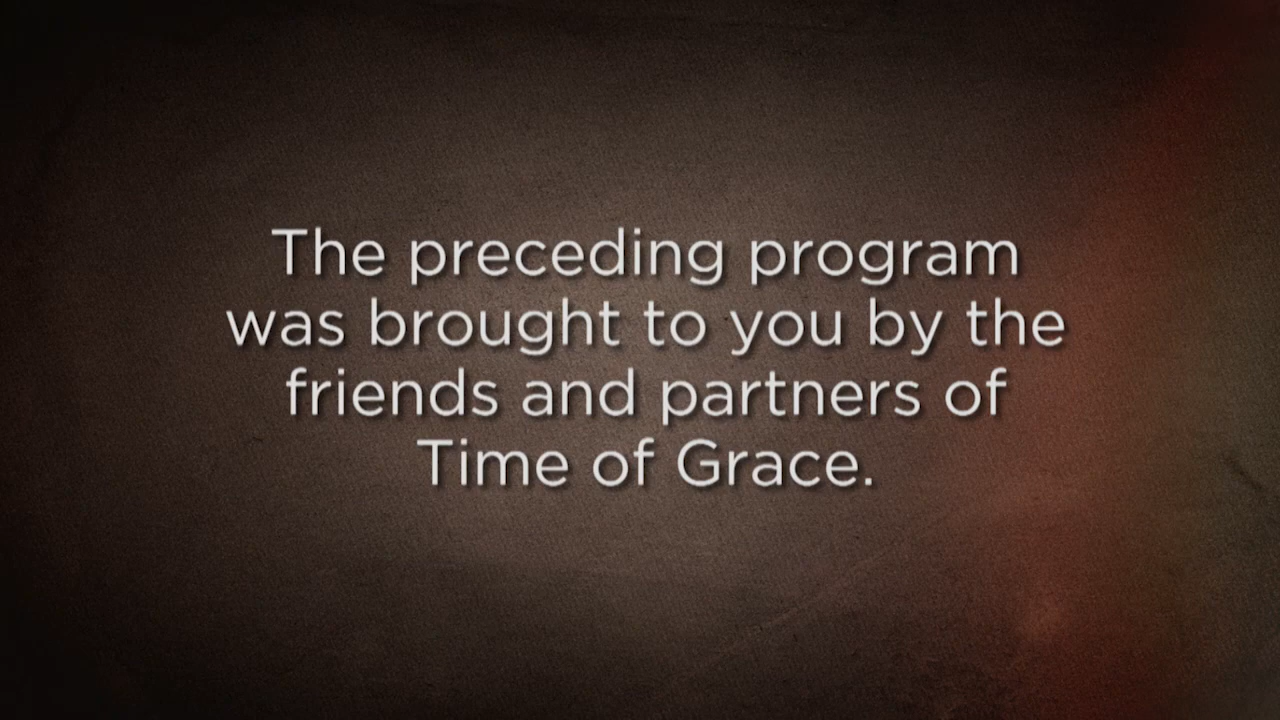 The preceding program
was brought to you by the
friends and partners of
Time of Grace.